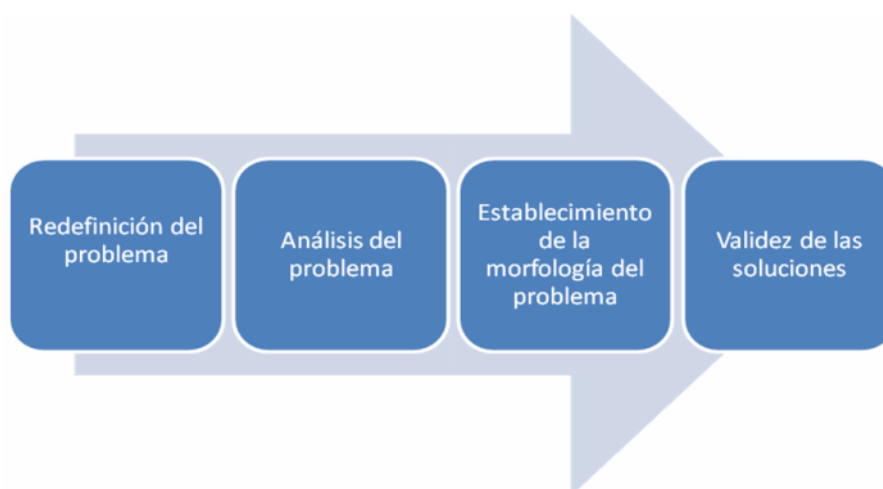 Redefinición del
problema
Análisis del
problema
Establecimiento
de la
morfología del
problema
Validez de las
soluciones